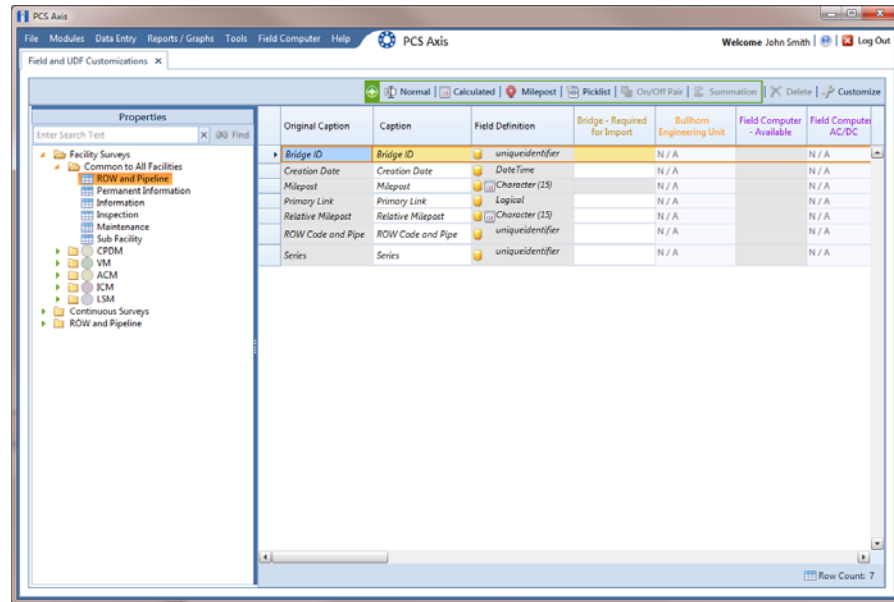 PCS Axis
File Modules Data Entry Reports / Graphs Tools Field Computer Help PCS Axis Welcome John Smith | | Log Out
Field and UDF Customizations
Normal | Calculated | Milepost | Picklist | On/Off Pair | Summation | Delete | Customize
Properties
Enter Search Text Find
Facility Surveys
Common to All Facilities
ROW and Pipeline
Permanent Information
Information
Inspection
Maintenance
Sub Facility
CPDM
VM
ACM
ICM
LSM
Continuous Surveys
ROW and Pipeline
Original Caption Caption Field Definition Bridge - Required for Import Bullhorn Engineering Unit Field Computer - Available Field Computer AC/DC
Bridge ID Bridge ID uniqueidentifier N / A N / A
Creation Date Creation Date DateTime N / A N / A
Milepost Milepost Character (15) N / A N / A
Primary Link Primary Link Logical N / A N / A
Relative Milepost Relative Milepost Character (15) N / A N / A
ROW Code and Pipe ROW Code and Pipe uniqueidentifier N / A N / A
Series Series uniqueidentifier N / A N / A
Row Count: 7